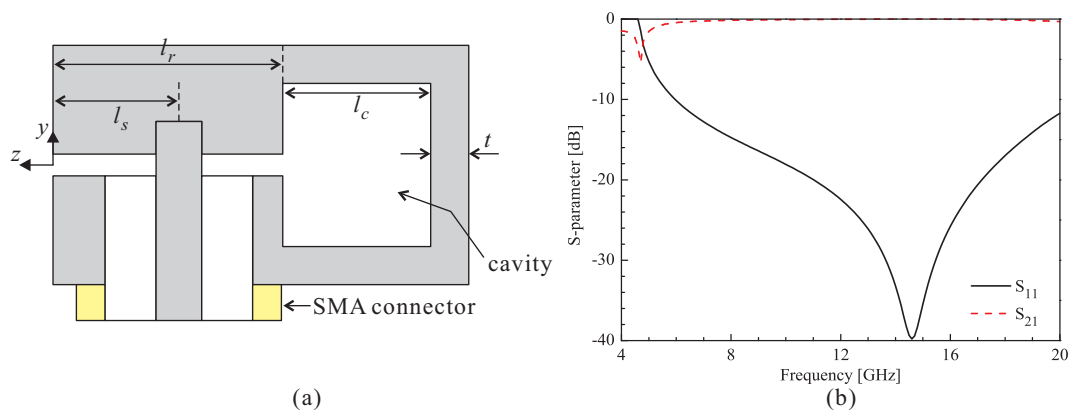 l_r
l_s
l_c
t
y
z
cavity
SMA connector
(a)
0
-10
-20
-30
-40
S-parameter [dB]
S_11
S_21
4
8
12
16
20
Frequency [GHz]
(b)